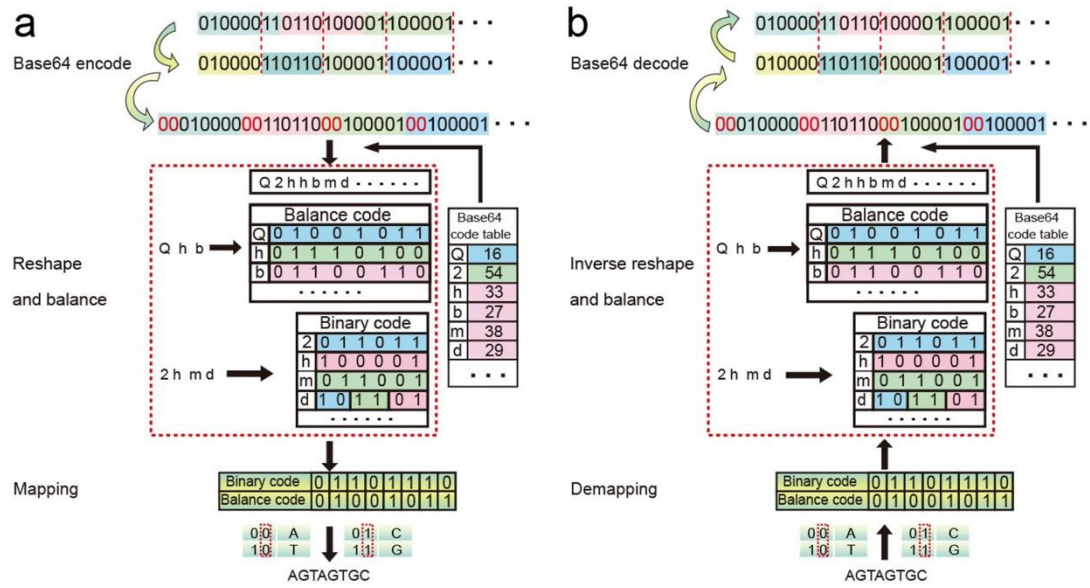 a
010000110110100001100001 · · ·
Base64 encode
010000110110100001100001 · · ·
00010000001101100010000100100001 · · ·
Q 2 h h b m d · · · · · ·
Balance code
Q 0 1 0 0 1 0 1 1
Q h b
h 0 1 1 1 0 1 0 0
b 0 1 1 0 0 1 1 0
· · · · · ·
Reshape
and balance
Binary code
2 0 1 1 0 1 1
h 1 0 0 0 0 1
2 h m d
m 0 1 1 0 0 1
d 1 0 1 1 0 1
· · · · · ·
Base64
code table
Q 16
2 54
h 33
b 27
m 38
d 29
· · ·
Mapping
Binary code 0 1 1 0 1 1 1 0
Balance code 0 1 0 0 1 0 1 1
0 0 A
1 0 T
0 1 C
1 1 G
AGTAGTGC
b
010000110110100001100001 · · ·
Base64 decode
010000110110100001100001 · · ·
00010000001101100010000100100001 · · ·
Q 2 h h b m d · · · · · ·
Balance code
Q 0 1 0 0 1 0 1 1
Q h b
h 0 1 1 1 0 1 0 0
b 0 1 1 0 0 1 1 0
· · · · · ·
Inverse reshape
and balance
Binary code
2 0 1 1 0 1 1
h 1 0 0 0 0 1
2 h m d
m 0 1 1 0 0 1
d 1 0 1 1 0 1
· · · · · ·
Base64
code table
Q 16
2 54
h 33
b 27
m 38
d 29
· · ·
Demapping
Binary code 0 1 1 0 1 1 1 0
Balance code 0 1 0 0 1 0 1 1
0 0 A
1 0 T
0 1 C
1 1 G
AGTAGTGC